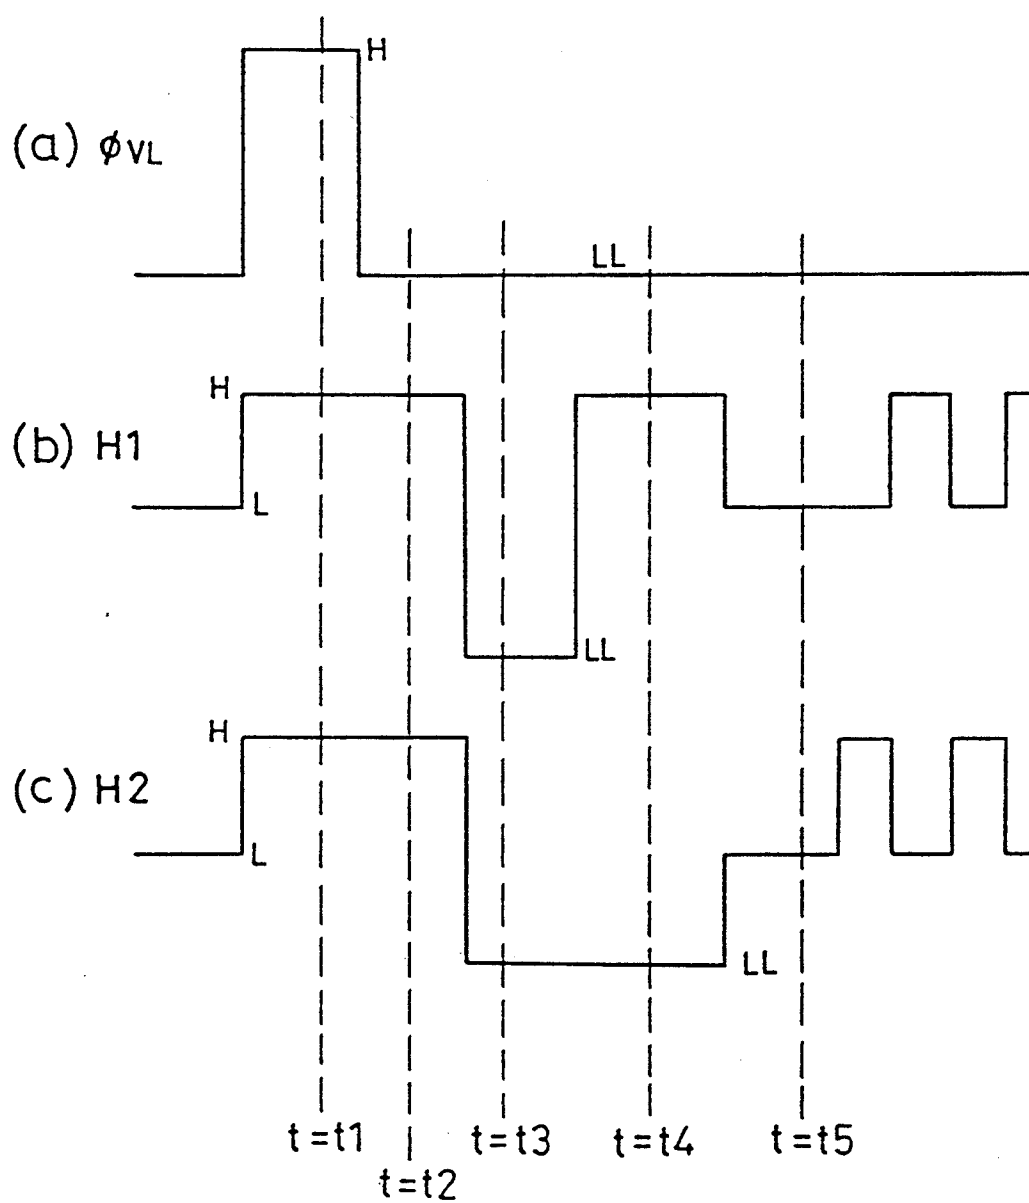 H
(a) φVL
LL
H
(b) H1
L
LL
H
(c) H2
L
LL
t=t1
t=t3
t=t4
t=t5
t=t2